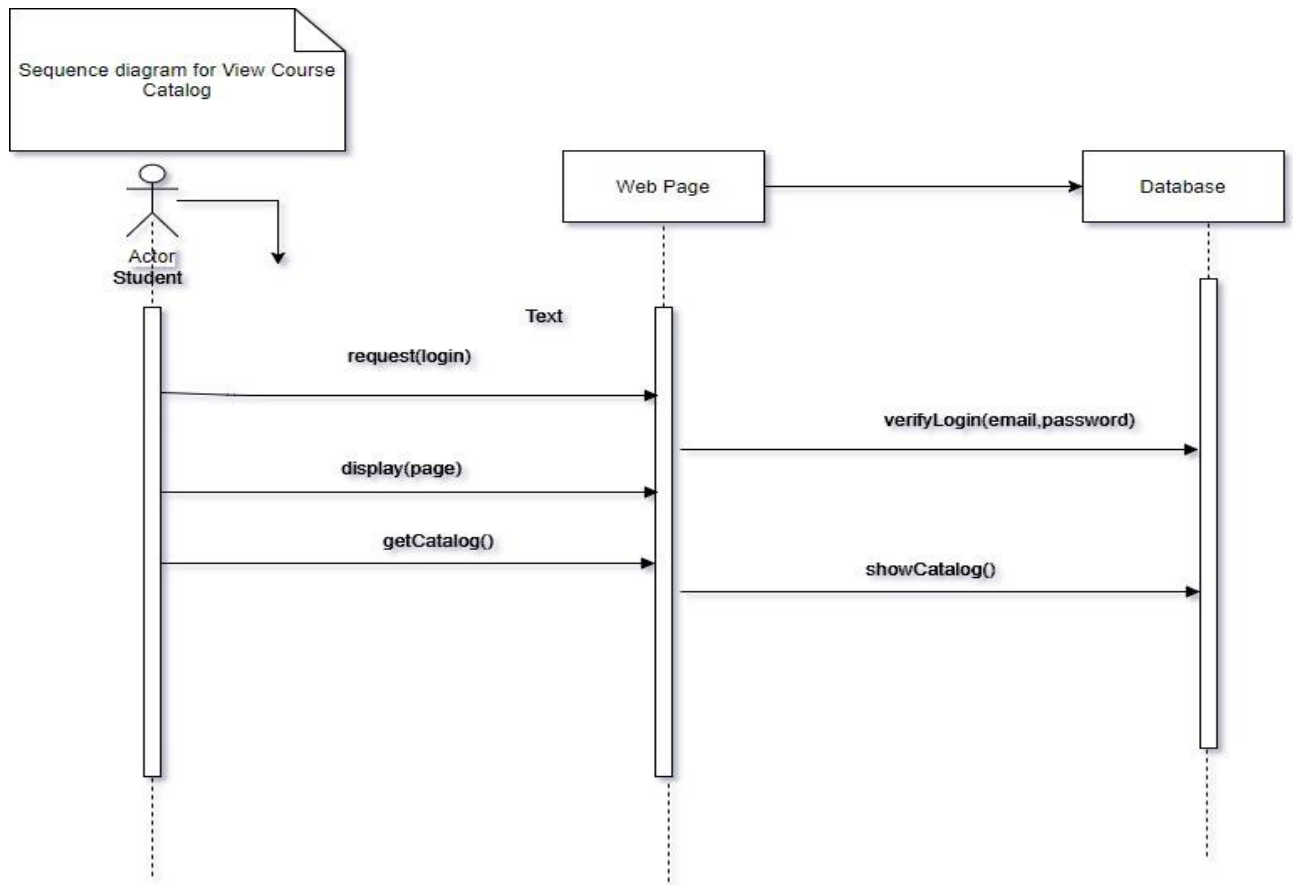 Sequence diagram for View Course
Catalog
Web Page
Database
Actor
Student
Text
request(login)
verifyLogin(email,password)
display(page)
getCatalog()
showCatalog()